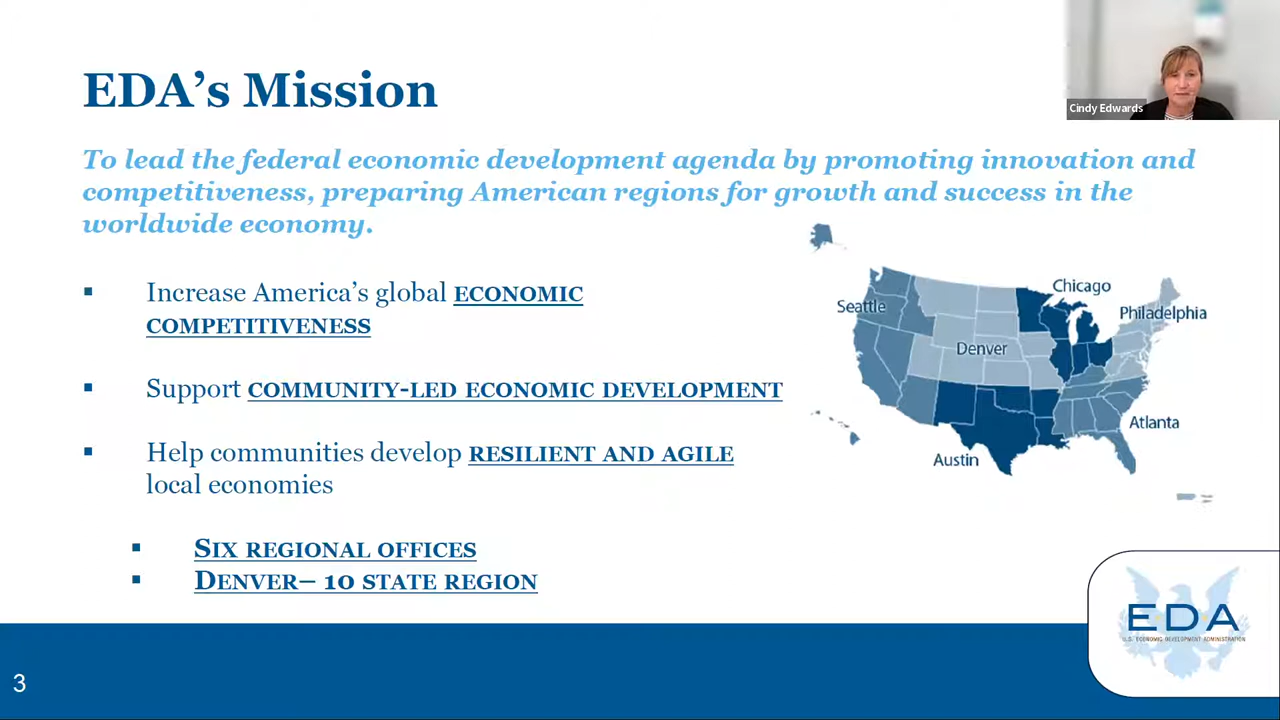 EDA’s Mission
Cindy Edwards
To lead the federal economic development agenda by promoting innovation and
competitiveness, preparing American regions for growth and success in the
worldwide economy.
▪ Increase America’s global ECONOMIC
COMPETITIVENESS
▪ Support COMMUNITY-LED ECONOMIC DEVELOPMENT
▪ Help communities develop RESILIENT AND AGILE
local economies
▪ SIX REGIONAL OFFICES
▪ DENVER– 10 STATE REGION
Chicago
Seattle
Philadelphia
Denver
Atlanta
Austin
EDA
U.S. ECONOMIC DEVELOPMENT ADMINISTRATION
3